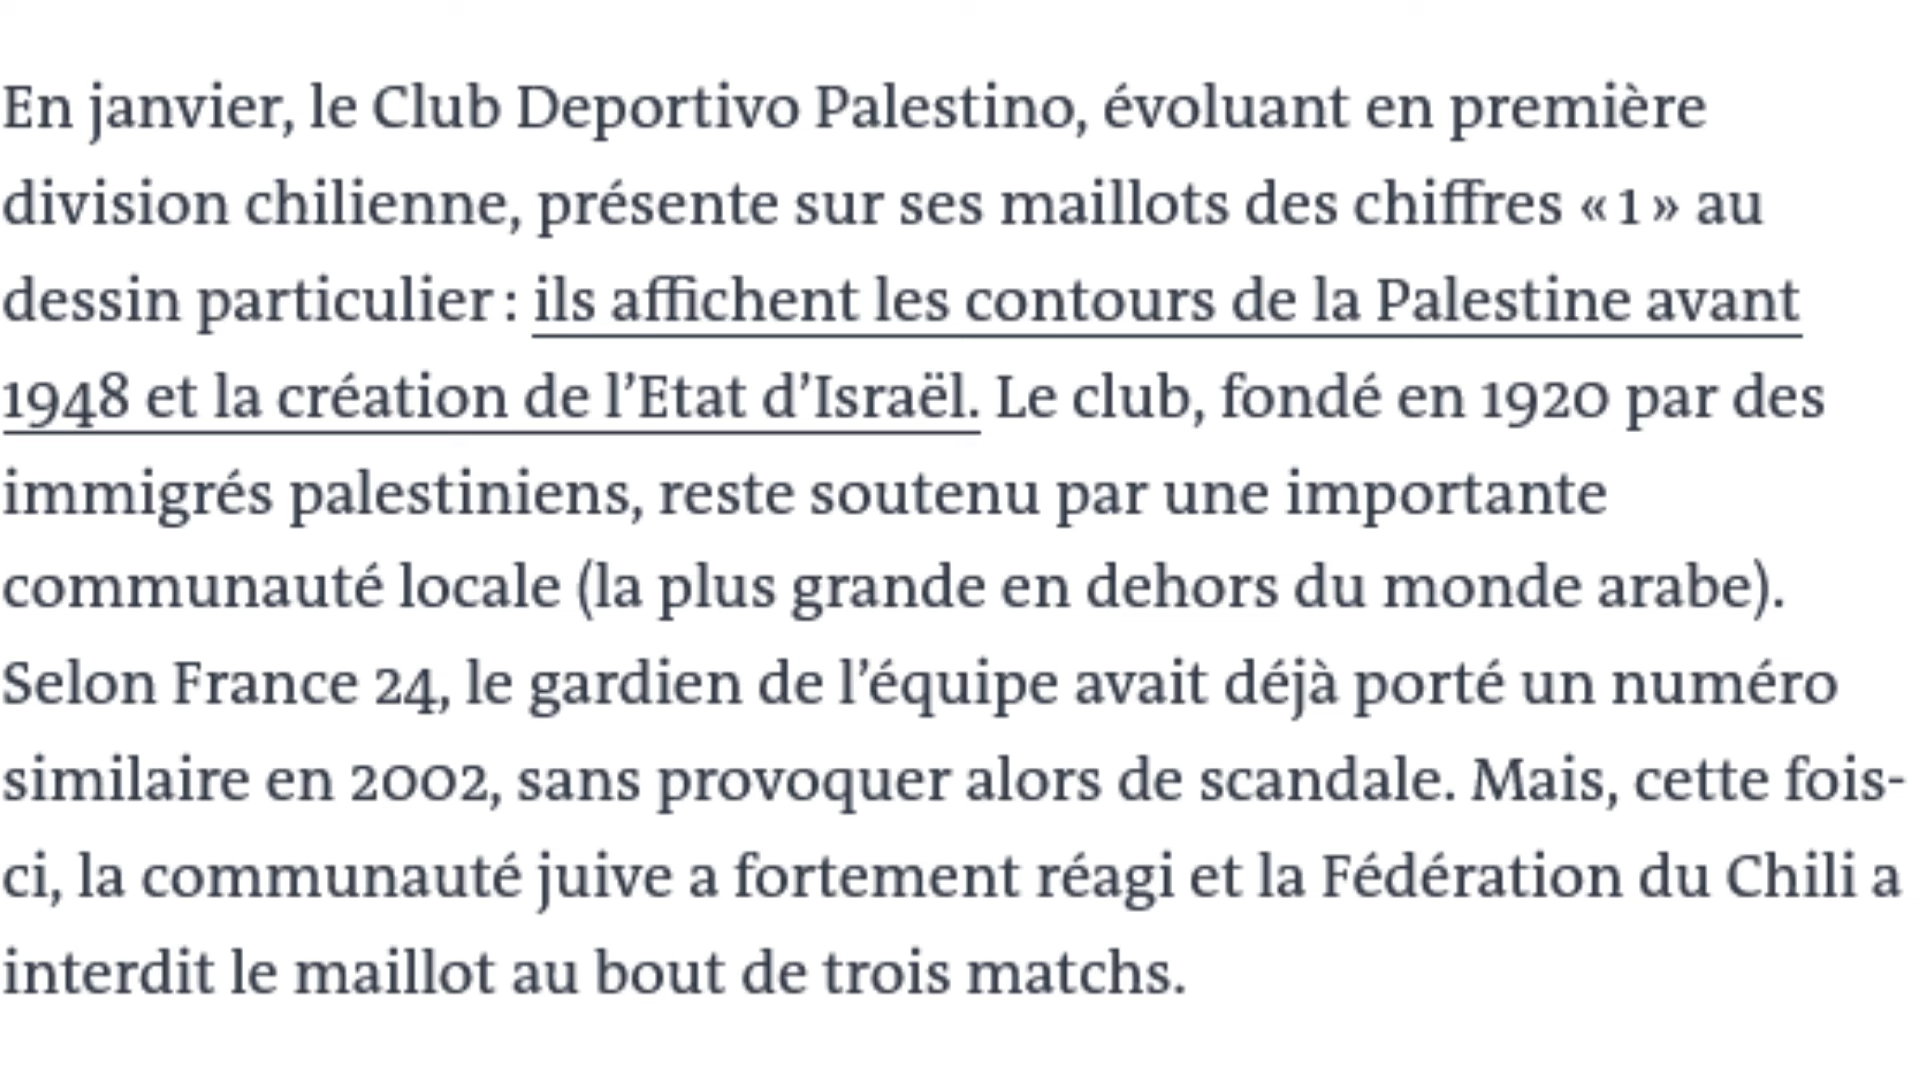 En janvier, le Club Deportivo Palestino, évoluant en première
division chilienne, présente sur ses maillots des chiffres « 1 » au
dessin particulier : ils affichent les contours de la Palestine avant
1948 et la création de l’Etat d’Israël. Le club, fondé en 1920 par des
immigrés palestiniens, reste soutenu par une importante
communauté locale (la plus grande en dehors du monde arabe).
Selon France 24, le gardien de l’équipe avait déjà porté un numéro
similaire en 2002, sans provoquer alors de scandale. Mais, cette fois-
ci, la communauté juive a fortement réagi et la Fédération du Chili a
interdit le maillot au bout de trois matchs.